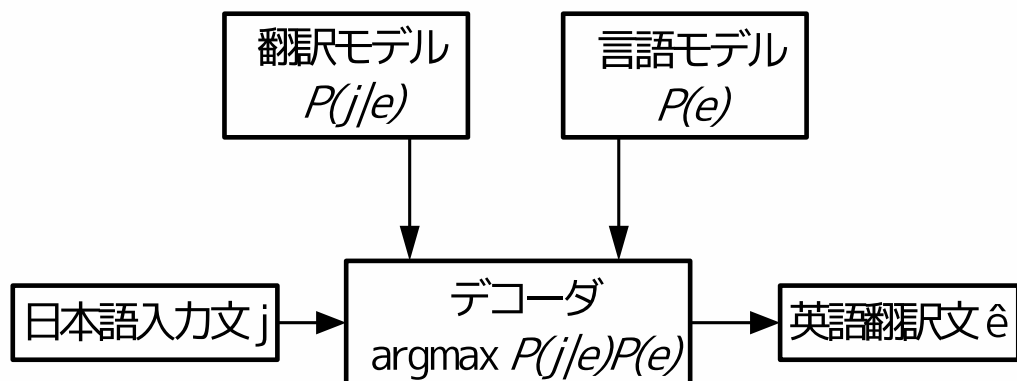 翻訳モデル
P(j|e)
言語モデル
P(e)
日本語入力文 j
デコーダ
argmax P(j|e)P(e)
英語翻訳文 ê